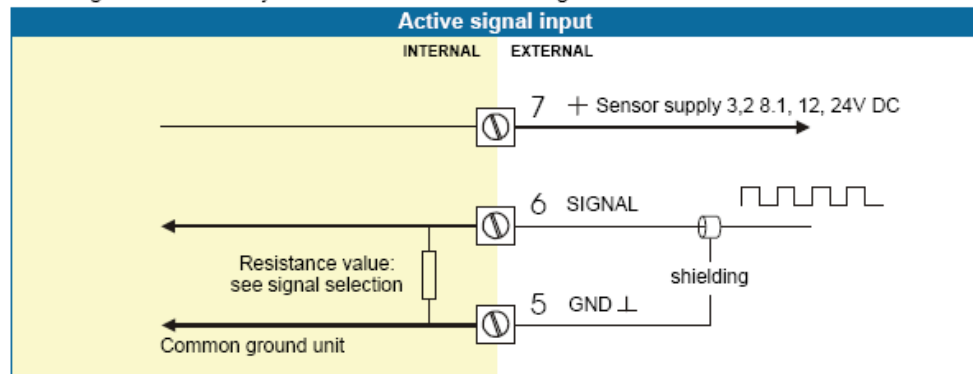 Active signal input
INTERNAL EXTERNAL
7 + Sensor supply 3,2 8.1, 12, 24V DC
6 SIGNAL
Resistance value:
see signal selection
shielding
5 GND ⊥
Common ground unit